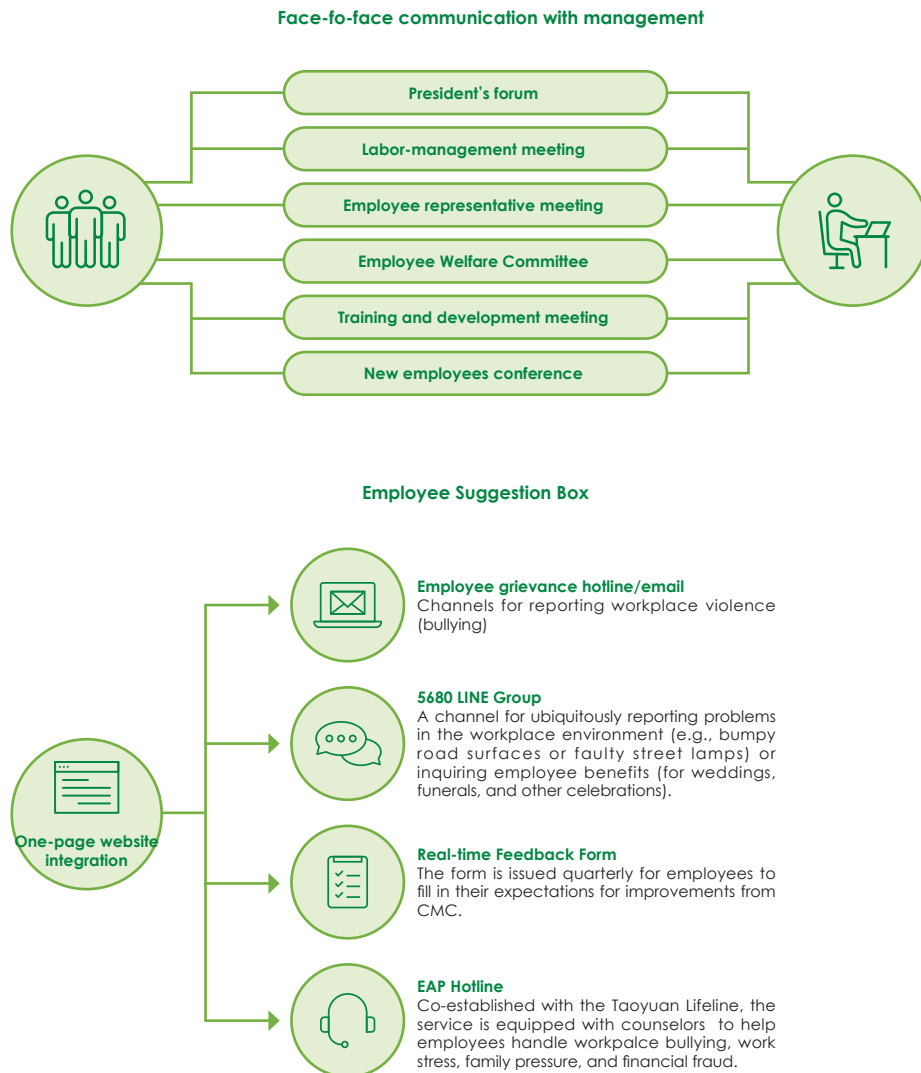 Face-fo-face communication with management
President's forum
Labor-management meeting
Employee representative meeting
Employee Welfare Committee
Training and development meeting
New employees conference
Employee Suggestion Box
One-page website
integration
Employee grievance hotline/email
Channels for reporting workplace violence
(bullying)
5680 LINE Group
A channel for ubiquitously reporting problems
in the workplace environment (e.g., bumpy
road surfaces or faulty street lamps) or
inquiring employee benefits (for weddings,
funerals, and other celebrations).
Real-time Feedback Form
The form is issued quarterly for employees to
fill in their expectations for improvements from
CMC.
EAP Hotline
Co-established with the Taoyuan Lifeline, the
service is equipped with counselors to help
employees handle workpalce bullying, work
stress, family pressure, and financial fraud.